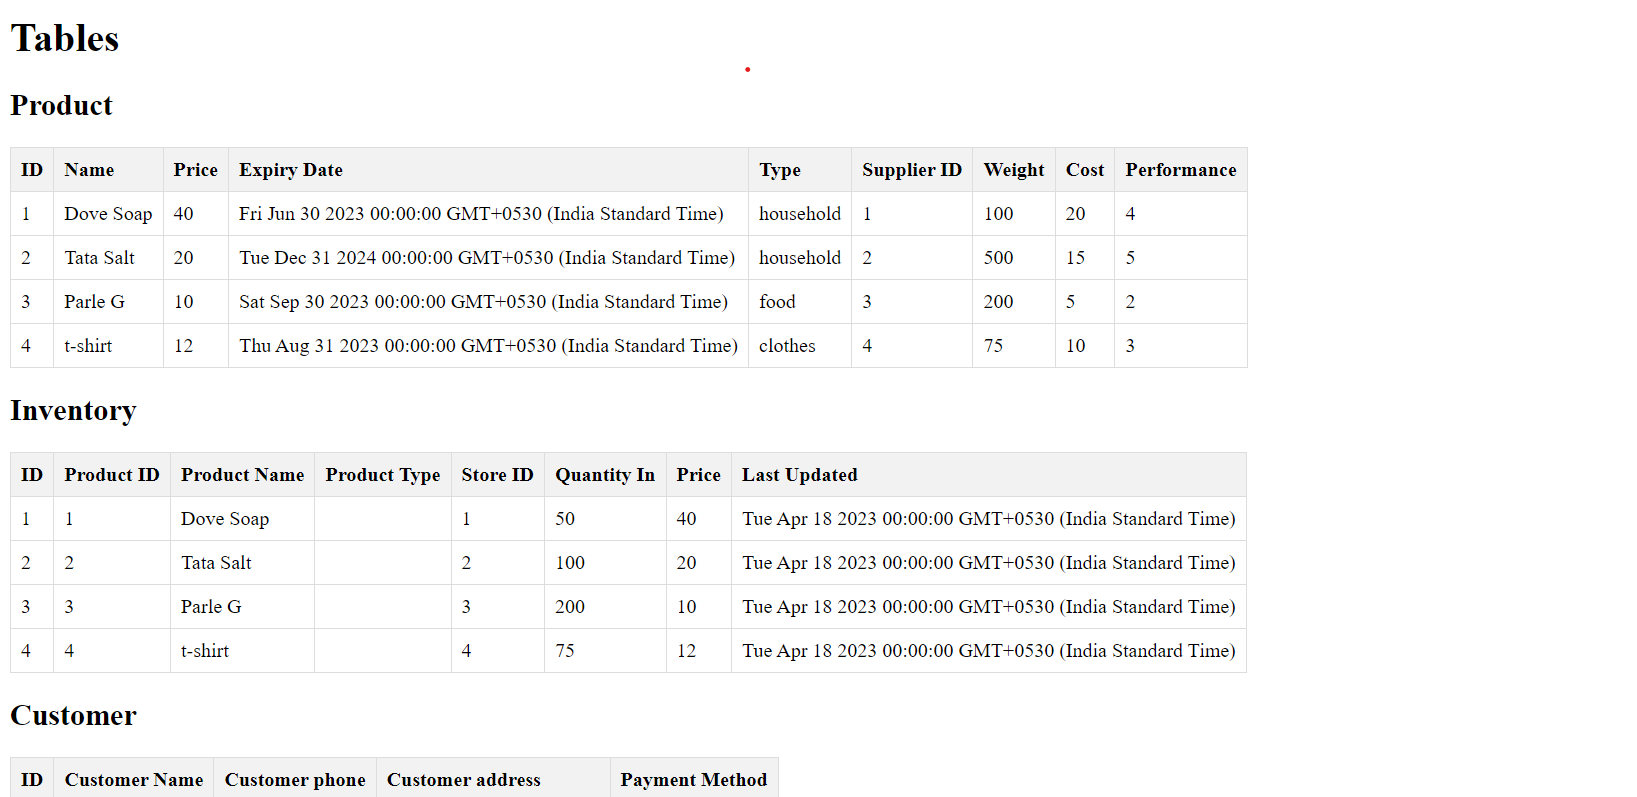 Tables
Product
ID Name Price Expiry Date Type Supplier ID Weight Cost Performance
1 Dove Soap 40 Fri Jun 30 2023 00:00:00 GMT+0530 (India Standard Time) household 1 100 20 4
2 Tata Salt 20 Tue Dec 31 2024 00:00:00 GMT+0530 (India Standard Time) household 2 500 15 5
3 Parle G 10 Sat Sep 30 2023 00:00:00 GMT+0530 (India Standard Time) food 3 200 5 2
4 t-shirt 12 Thu Aug 31 2023 00:00:00 GMT+0530 (India Standard Time) clothes 4 75 10 3
Inventory
ID Product ID Product Name Product Type Store ID Quantity In Price Last Updated
1 1 Dove Soap 1 50 40 Tue Apr 18 2023 00:00:00 GMT+0530 (India Standard Time)
2 2 Tata Salt 2 100 20 Tue Apr 18 2023 00:00:00 GMT+0530 (India Standard Time)
3 3 Parle G 3 200 10 Tue Apr 18 2023 00:00:00 GMT+0530 (India Standard Time)
4 4 t-shirt 4 75 12 Tue Apr 18 2023 00:00:00 GMT+0530 (India Standard Time)
Customer
ID Customer Name Customer phone Customer address Payment Method